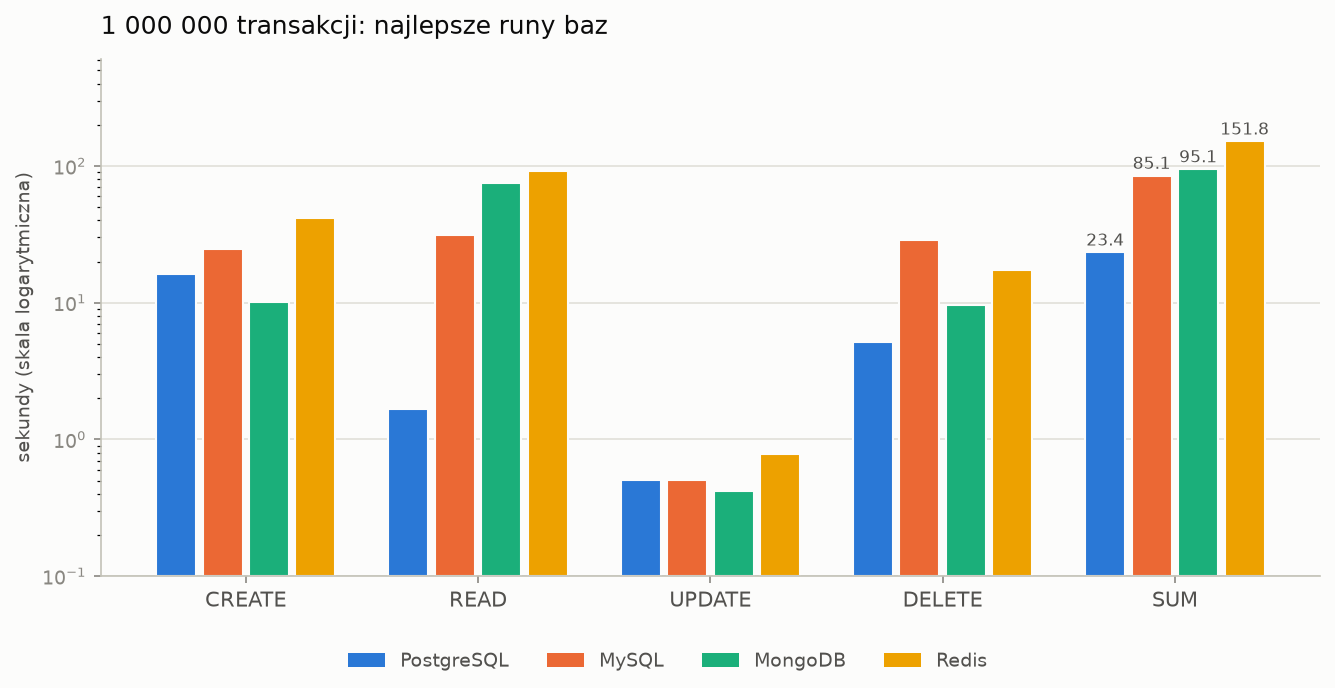 1 000 000 transakcji: najlepsze runy baz
sekundy (skala logarytmiczna)
10²
10¹
10⁰
10⁻¹
23.4
85.1
95.1
151.8
CREATE
READ
UPDATE
DELETE
SUM
PostgreSQL
MySQL
MongoDB
Redis